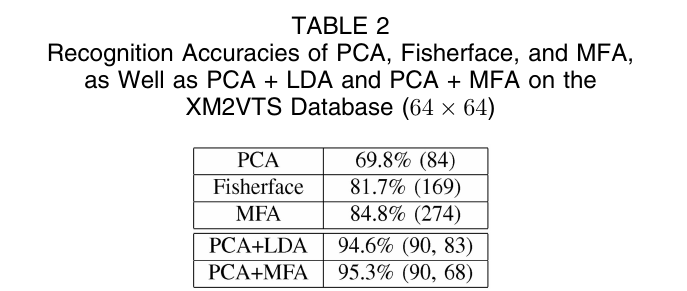 TABLE 2
Recognition Accuracies of PCA, Fisherface, and MFA,
as Well as PCA + LDA and PCA + MFA on the
XM2VTS Database (64 × 64)
PCA 69.8% (84)
Fisherface 81.7% (169)
MFA 84.8% (274)
PCA+LDA 94.6% (90, 83)
PCA+MFA 95.3% (90, 68)